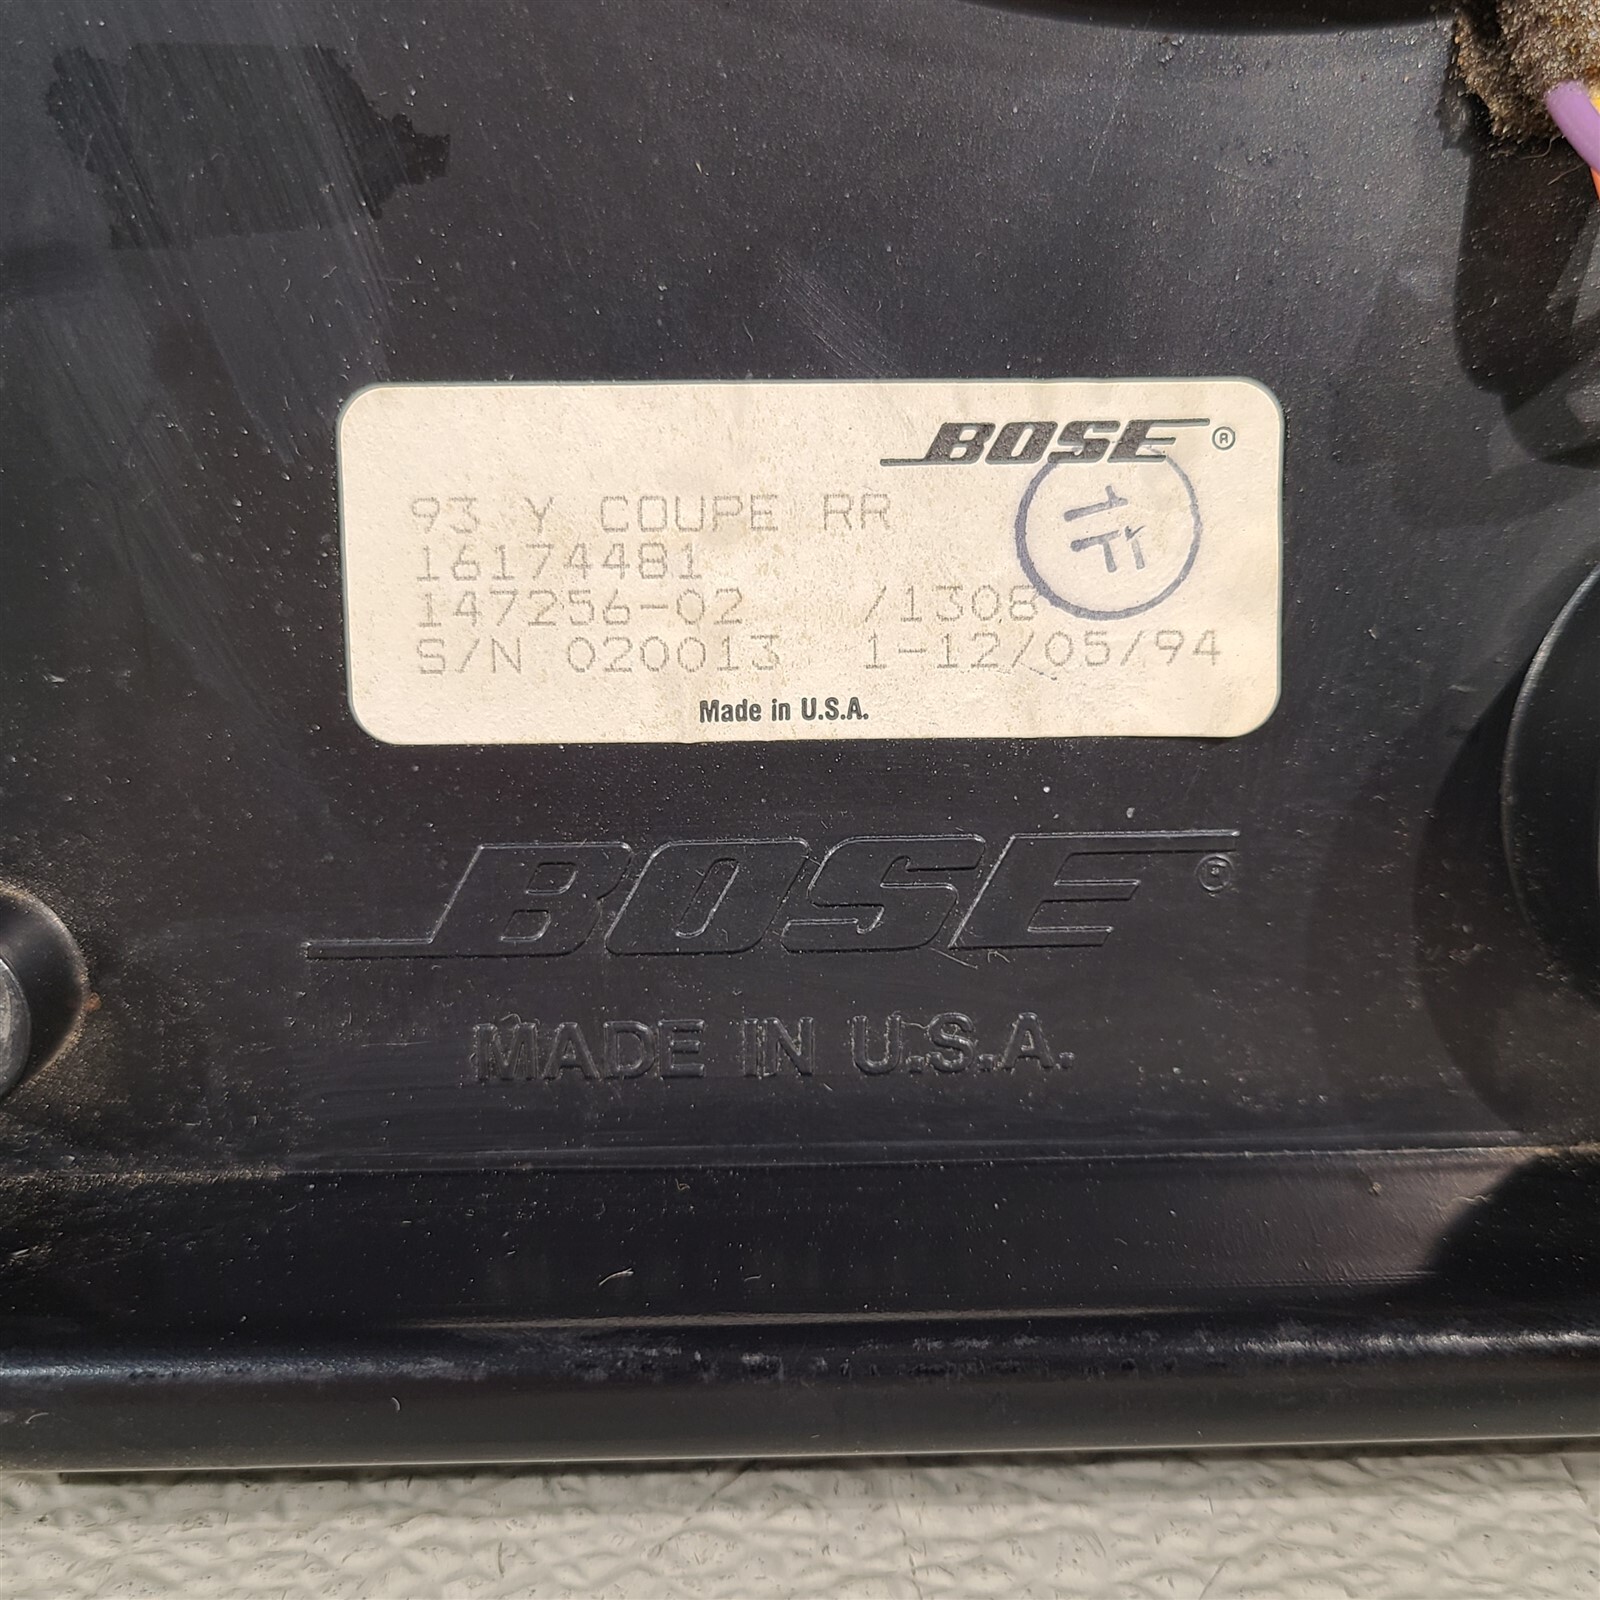 BOSE®
93 Y COUPE RR
16174481
147256-02 /1308
S/N 020013 1-12/05/94
Made in U.S.A.
BOSE®
MADE IN U.S.A.